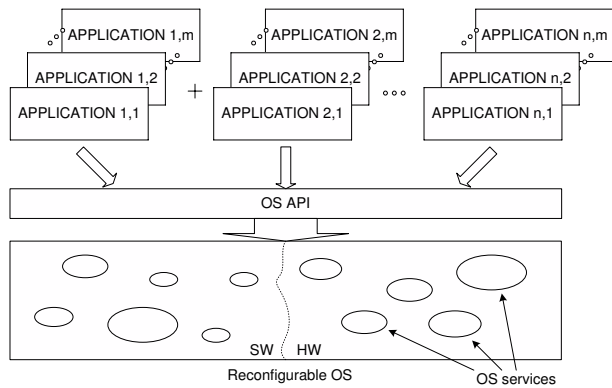 APPLICATION 1,m
APPLICATION 2,m
APPLICATION n,m
APPLICATION 1,2
APPLICATION 2,2
APPLICATION n,2
APPLICATION 1,1
+
APPLICATION 2,1
APPLICATION n,1
OS API
SW
HW
Reconfigurable OS
OS services